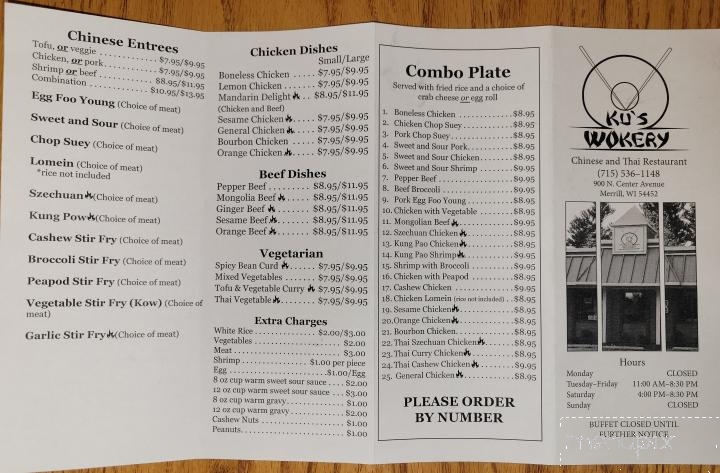 Chinese Entrees
Tofu, or veggie ............ $7.95/$9.95
Chicken, or pork ............ $7.95/$9.95
Shrimp or beef ............ $8.95/$11.95
Combination ............ $10.95/$13.95
Egg Foo Young (Choice of meat)
Sweet and Sour (Choice of meat)
Chop Suey (Choice of meat)
Lomein (Choice of meat)
*rice not included
Szechuan (Choice of meat)
Kung Pow (Choice of meat)
Cashew Stir Fry (Choice of meat)
Broccoli Stir Fry (Choice of meat)
Peapod Stir Fry (Choice of meat)
Vegetable Stir Fry (Kow) (Choice of
meat)
Garlic Stir Fry (Choice of meat)
Chicken Dishes
Small/Large
Boneless Chicken ..... $7.95/$9.95
Lemon Chicken ..... $7.95/$9.95
Mandarin Delight .. $8.95/$11.95
(Chicken and Beef)
Sesame Chicken ..... $7.95/$9.95
General Chicken ..... $7.95/$9.95
Bourbon Chicken ..... $7.95/$9.95
Orange Chicken ..... $7.95/$9.95
Beef Dishes
Pepper Beef ......... $8.95/$11.95
Mongolia Beef ....... $8.95/$11.95
Ginger Beef ........ $8.95/$11.95
Sesame Beef ........ $8.95/$11.95
Orange Beef ........ $8.95/$11.95
Vegetarian
Spicy Bean Curd ..... $7.95/$9.95
Mixed Vegetables ..... $7.95/$9.95
Tofu & Vegetable Curry $7.95/$9.95
Thai Vegetable ....... $7.95/$9.95
Extra Charges
White Rice ............ $2.00/$3.00
Vegetables ............ $2.00
Meat ............ $3.00
Shrimp ............ $1.00 per piece
Egg ............ $1.00/Egg
8 oz cup warm sweet sour sauce .... $2.00
12 oz cup warm sweet sour sauce ... $3.00
8 oz cup warm gravy ............ $1.00
12 oz cup warm gravy ............ $2.00
Cashew Nuts ............ $1.00
Peanuts ............ $1.00
Combo Plate
Served with fried rice and a choice of
crab cheese or egg roll
1. Boneless Chicken ............ $8.95
2. Chicken Chop Suey ............ $8.95
3. Pork Chop Suey ............ $8.95
4. Sweet and Sour Pork ............ $8.95
5. Sweet and Sour Chicken ............ $8.95
6. Sweet and Sour Shrimp ............ $9.95
7. Pepper Beef ............ $9.95
8. Beef Broccoli ............ $9.95
9. Pork Egg Foo Young ............ $8.95
10. Chicken with Vegetable ............ $8.95
11. Mongolian Beef ............ $9.95
12. Szechuan Chicken ............ $8.95
13. Kung Pao Chicken ............ $8.95
14. Kung Pao Shrimp ............ $9.95
15. Shrimp with Broccoli ............ $9.95
16. Chicken with Peapod ............ $8.95
17. Cashew Chicken ............ $9.95
18. Chicken Lomein (rice not included) .. $8.95
19. Sesame Chicken ............ $8.95
20. Orange Chicken ............ $8.95
21. Bourbon Chicken ............ $8.95
22. Thai Szechuan Chicken ............ $8.95
23. Thai Curry Chicken ............ $8.95
24. Thai Cashew Chicken ............ $9.95
25. General Chicken ............ $8.95
PLEASE ORDER
BY NUMBER
KU'S
WOKERY
Chinese and Thai Restaurant
(715) 536-1148
900 N. Center Avenue
Merrill, WI 54452
Hours
Monday CLOSED
Tuesday-Friday 11:00 AM-8:30 PM
Saturday 4:00 PM-8:30 PM
Sunday CLOSED
BUFFET CLOSED UNTIL
FURTHER NOTICE